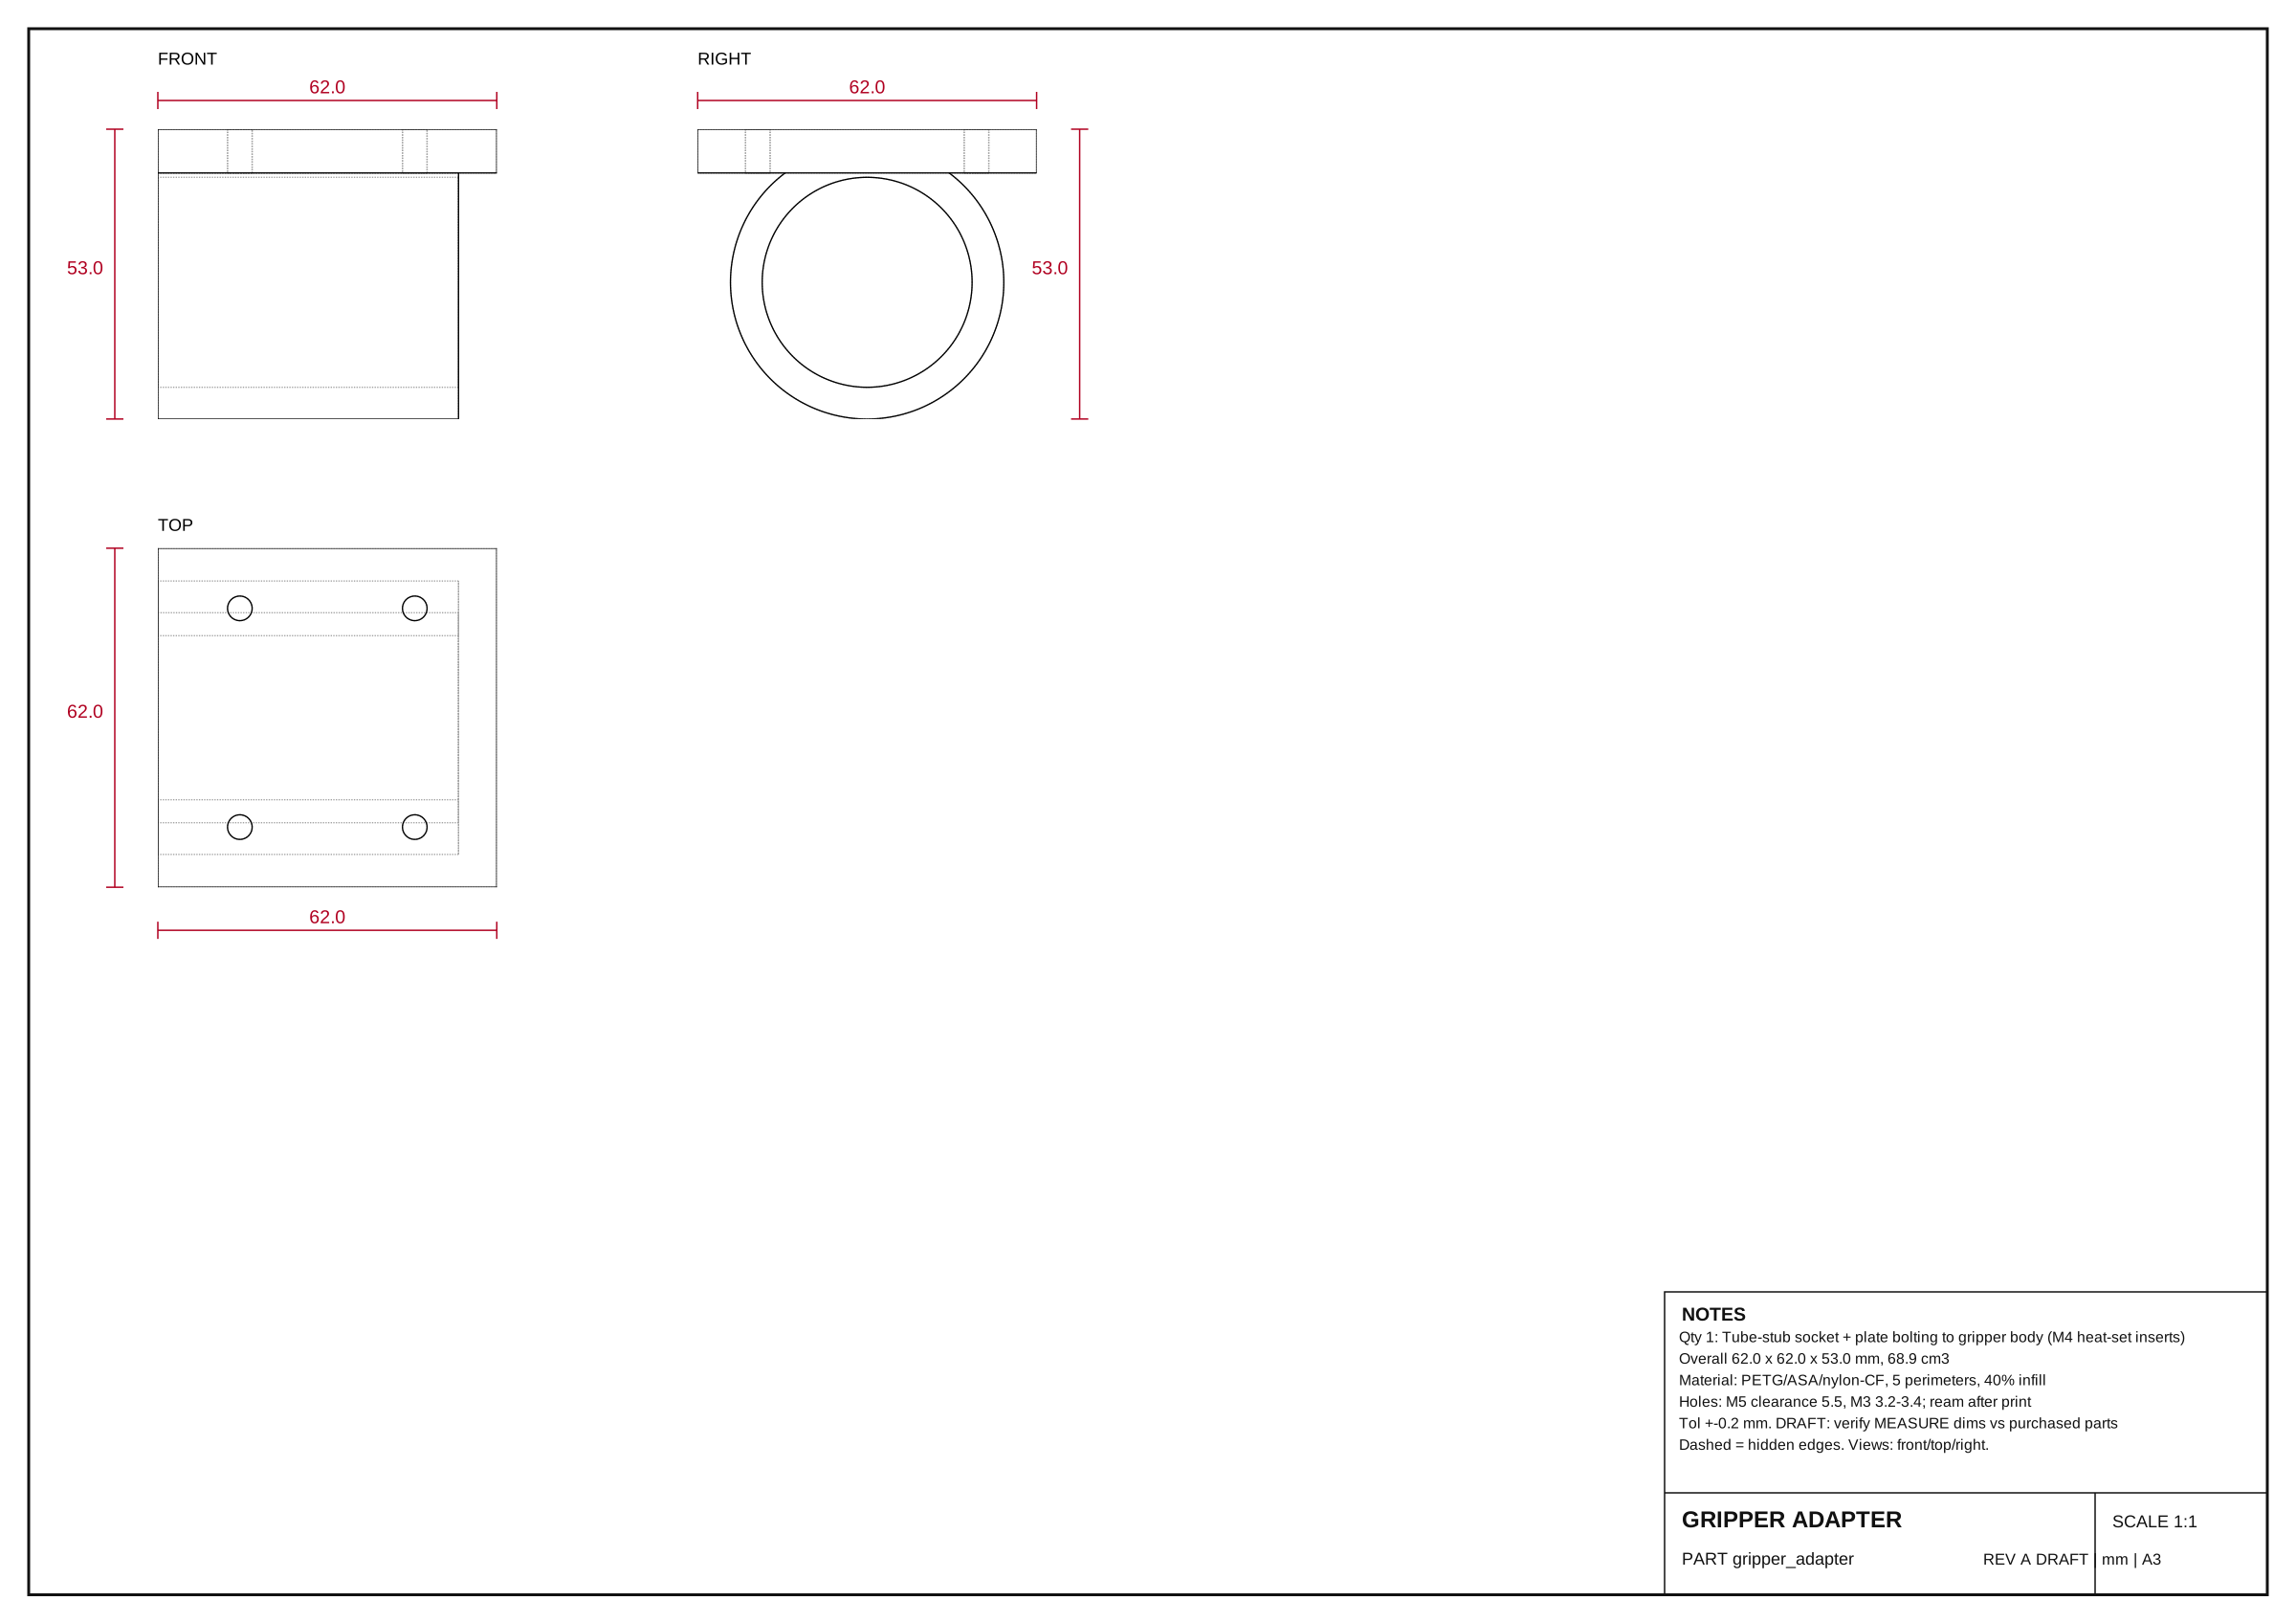 FRONT
RIGHT
62.0
62.0
53.0
53.0
TOP
62.0
62.0
NOTES
Qty 1: Tube-stub socket + plate bolting to gripper body (M4 heat-set inserts)
Overall 62.0 x 62.0 x 53.0 mm, 68.9 cm3
Material: PETG/ASA/nylon-CF, 5 perimeters, 40% infill
Holes: M5 clearance 5.5, M3 3.2-3.4; ream after print
Tol +-0.2 mm. DRAFT: verify MEASURE dims vs purchased parts
Dashed = hidden edges. Views: front/top/right.
GRIPPER ADAPTER
SCALE 1:1
PART gripper_adapter
REV A DRAFT | mm | A3